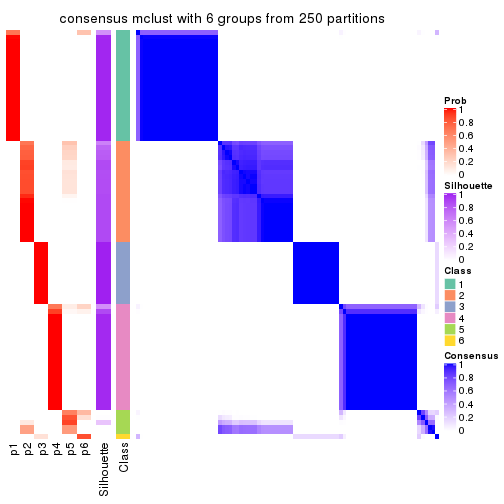 consensus mclust with 6 groups from 250 partitions
Prob
1
0.8
0.6
0.4
0.2
0
Silhouette
1
0.8
0.6
0.4
0.2
0
Class
1
2
3
4
5
6
Consensus
1
0.8
0.6
0.4
0.2
0
p1
p2
p3
p4
p5
p6
Silhouette
Class